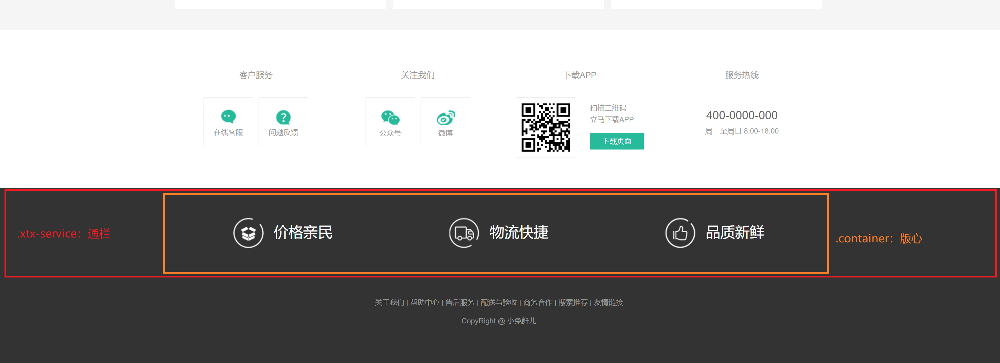 客户服务
关注我们
下载APP
服务热线
在线客服
问题反馈
公众号
微博
扫描二维码
立马下载APP
下载页面
400-0000-000
周一至周日 8:00-18:00
.xtx-service：通栏
价格亲民
物流快捷
品质新鲜
.container：版心
关于我们 | 帮助中心 | 售后服务 | 配送与验收 | 商务合作 | 搜索推荐 | 友情链接
CopyRight @ 小兔鲜儿